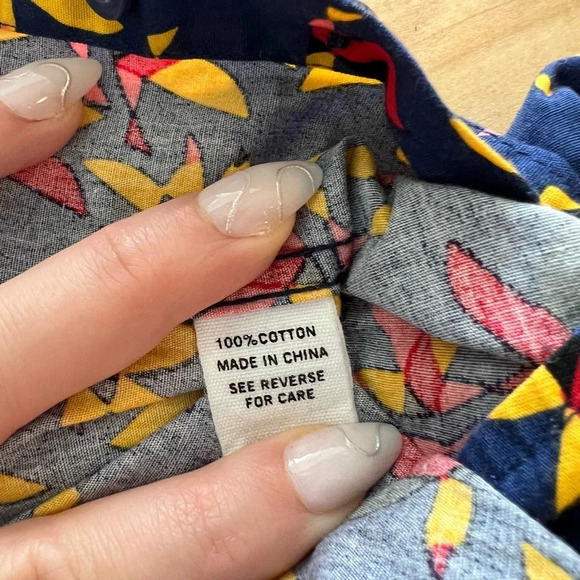 100%COTTON
MADE IN CHINA
SEE REVERSE
FOR CARE